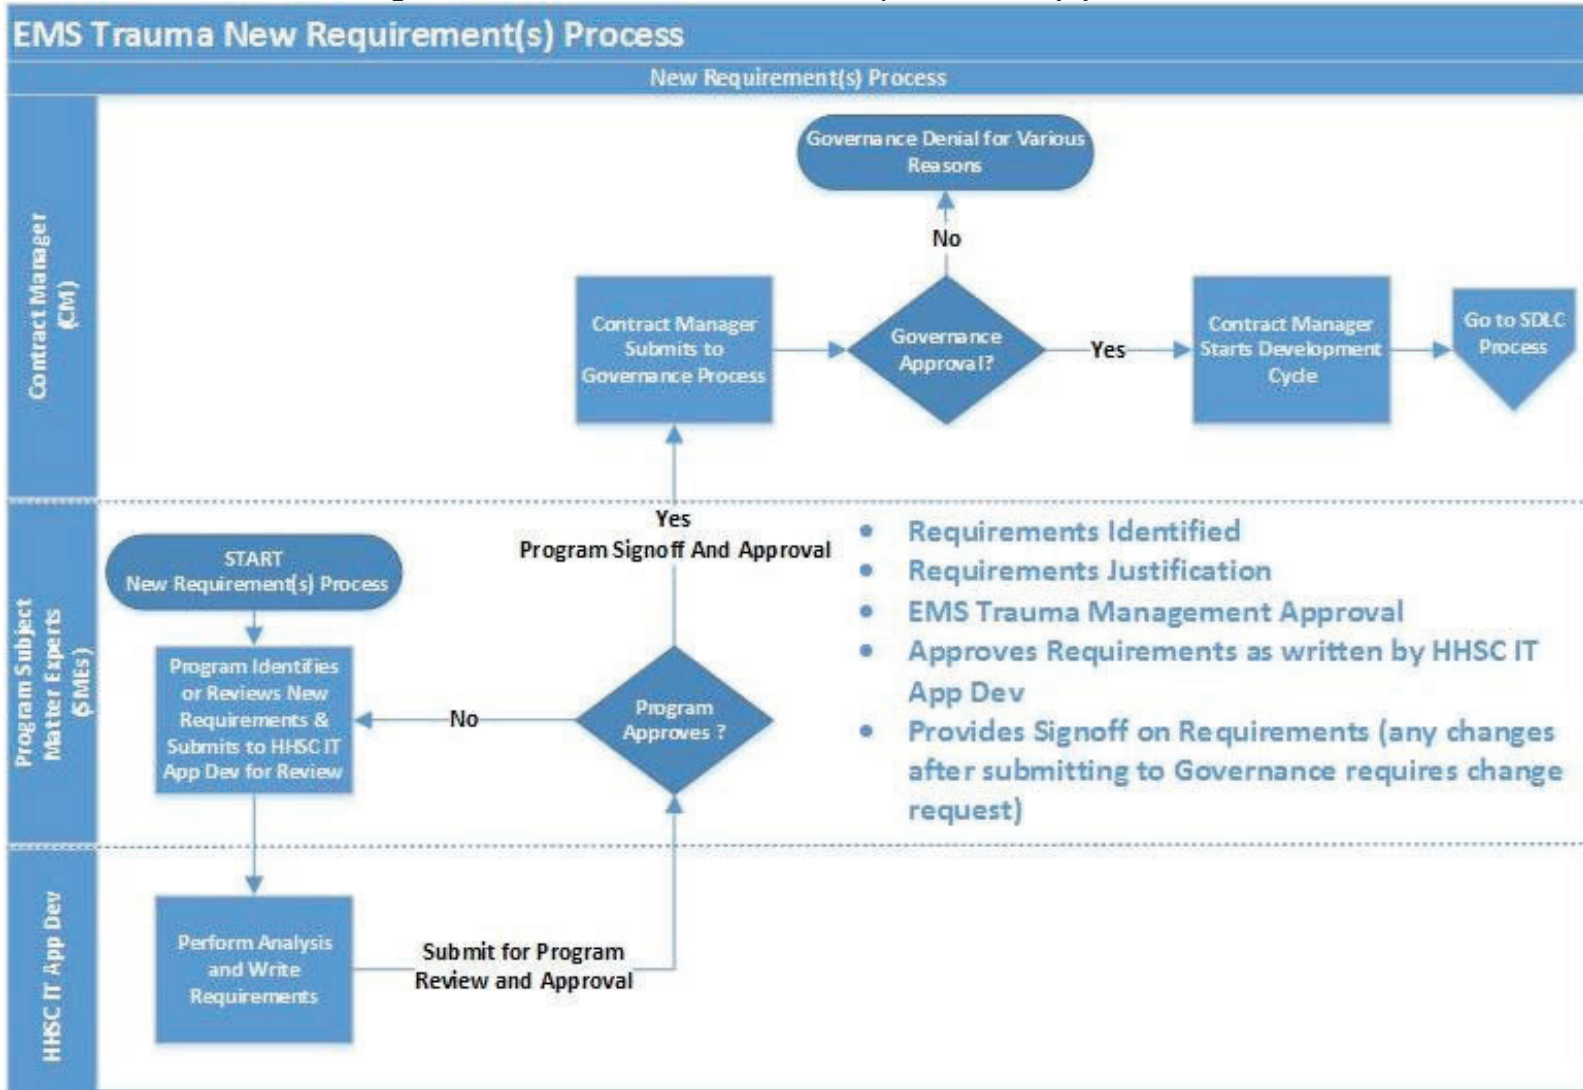 EMS Trauma New Requirement(s) Process
New Requirement(s) Process
Contract Manager
(CM)
Governance Denial for Various
Reasons
No
Contract Manager
Submits to
Governance Process
Governance
Approval?
Yes
Contract Manager
Starts Development
Cycle
Go to SDLC
Process
Program Subject
Matter Experts
(SMEs)
START
New Requirement(s) Process
Program Identifies
or Reviews New
Requirements &
Submits to HHSC IT
App Dev for Review
No
Program
Approves ?
Yes
Program Signoff And Approval
• Requirements Identified
• Requirements Justification
• EMS Trauma Management Approval
• Approves Requirements as written by HHSC IT
App Dev
• Provides Signoff on Requirements (any changes
after submitting to Governance requires change
request)
HHSC IT App Dev
Perform Analysis
and Write
Requirements
Submit for Program
Review and Approval